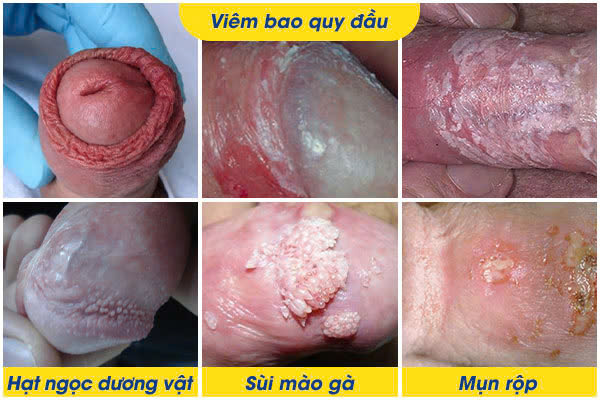 Viêm bao quy đầu
Hạt ngọc dương vật
Sùi mào gà
Mụn rộp